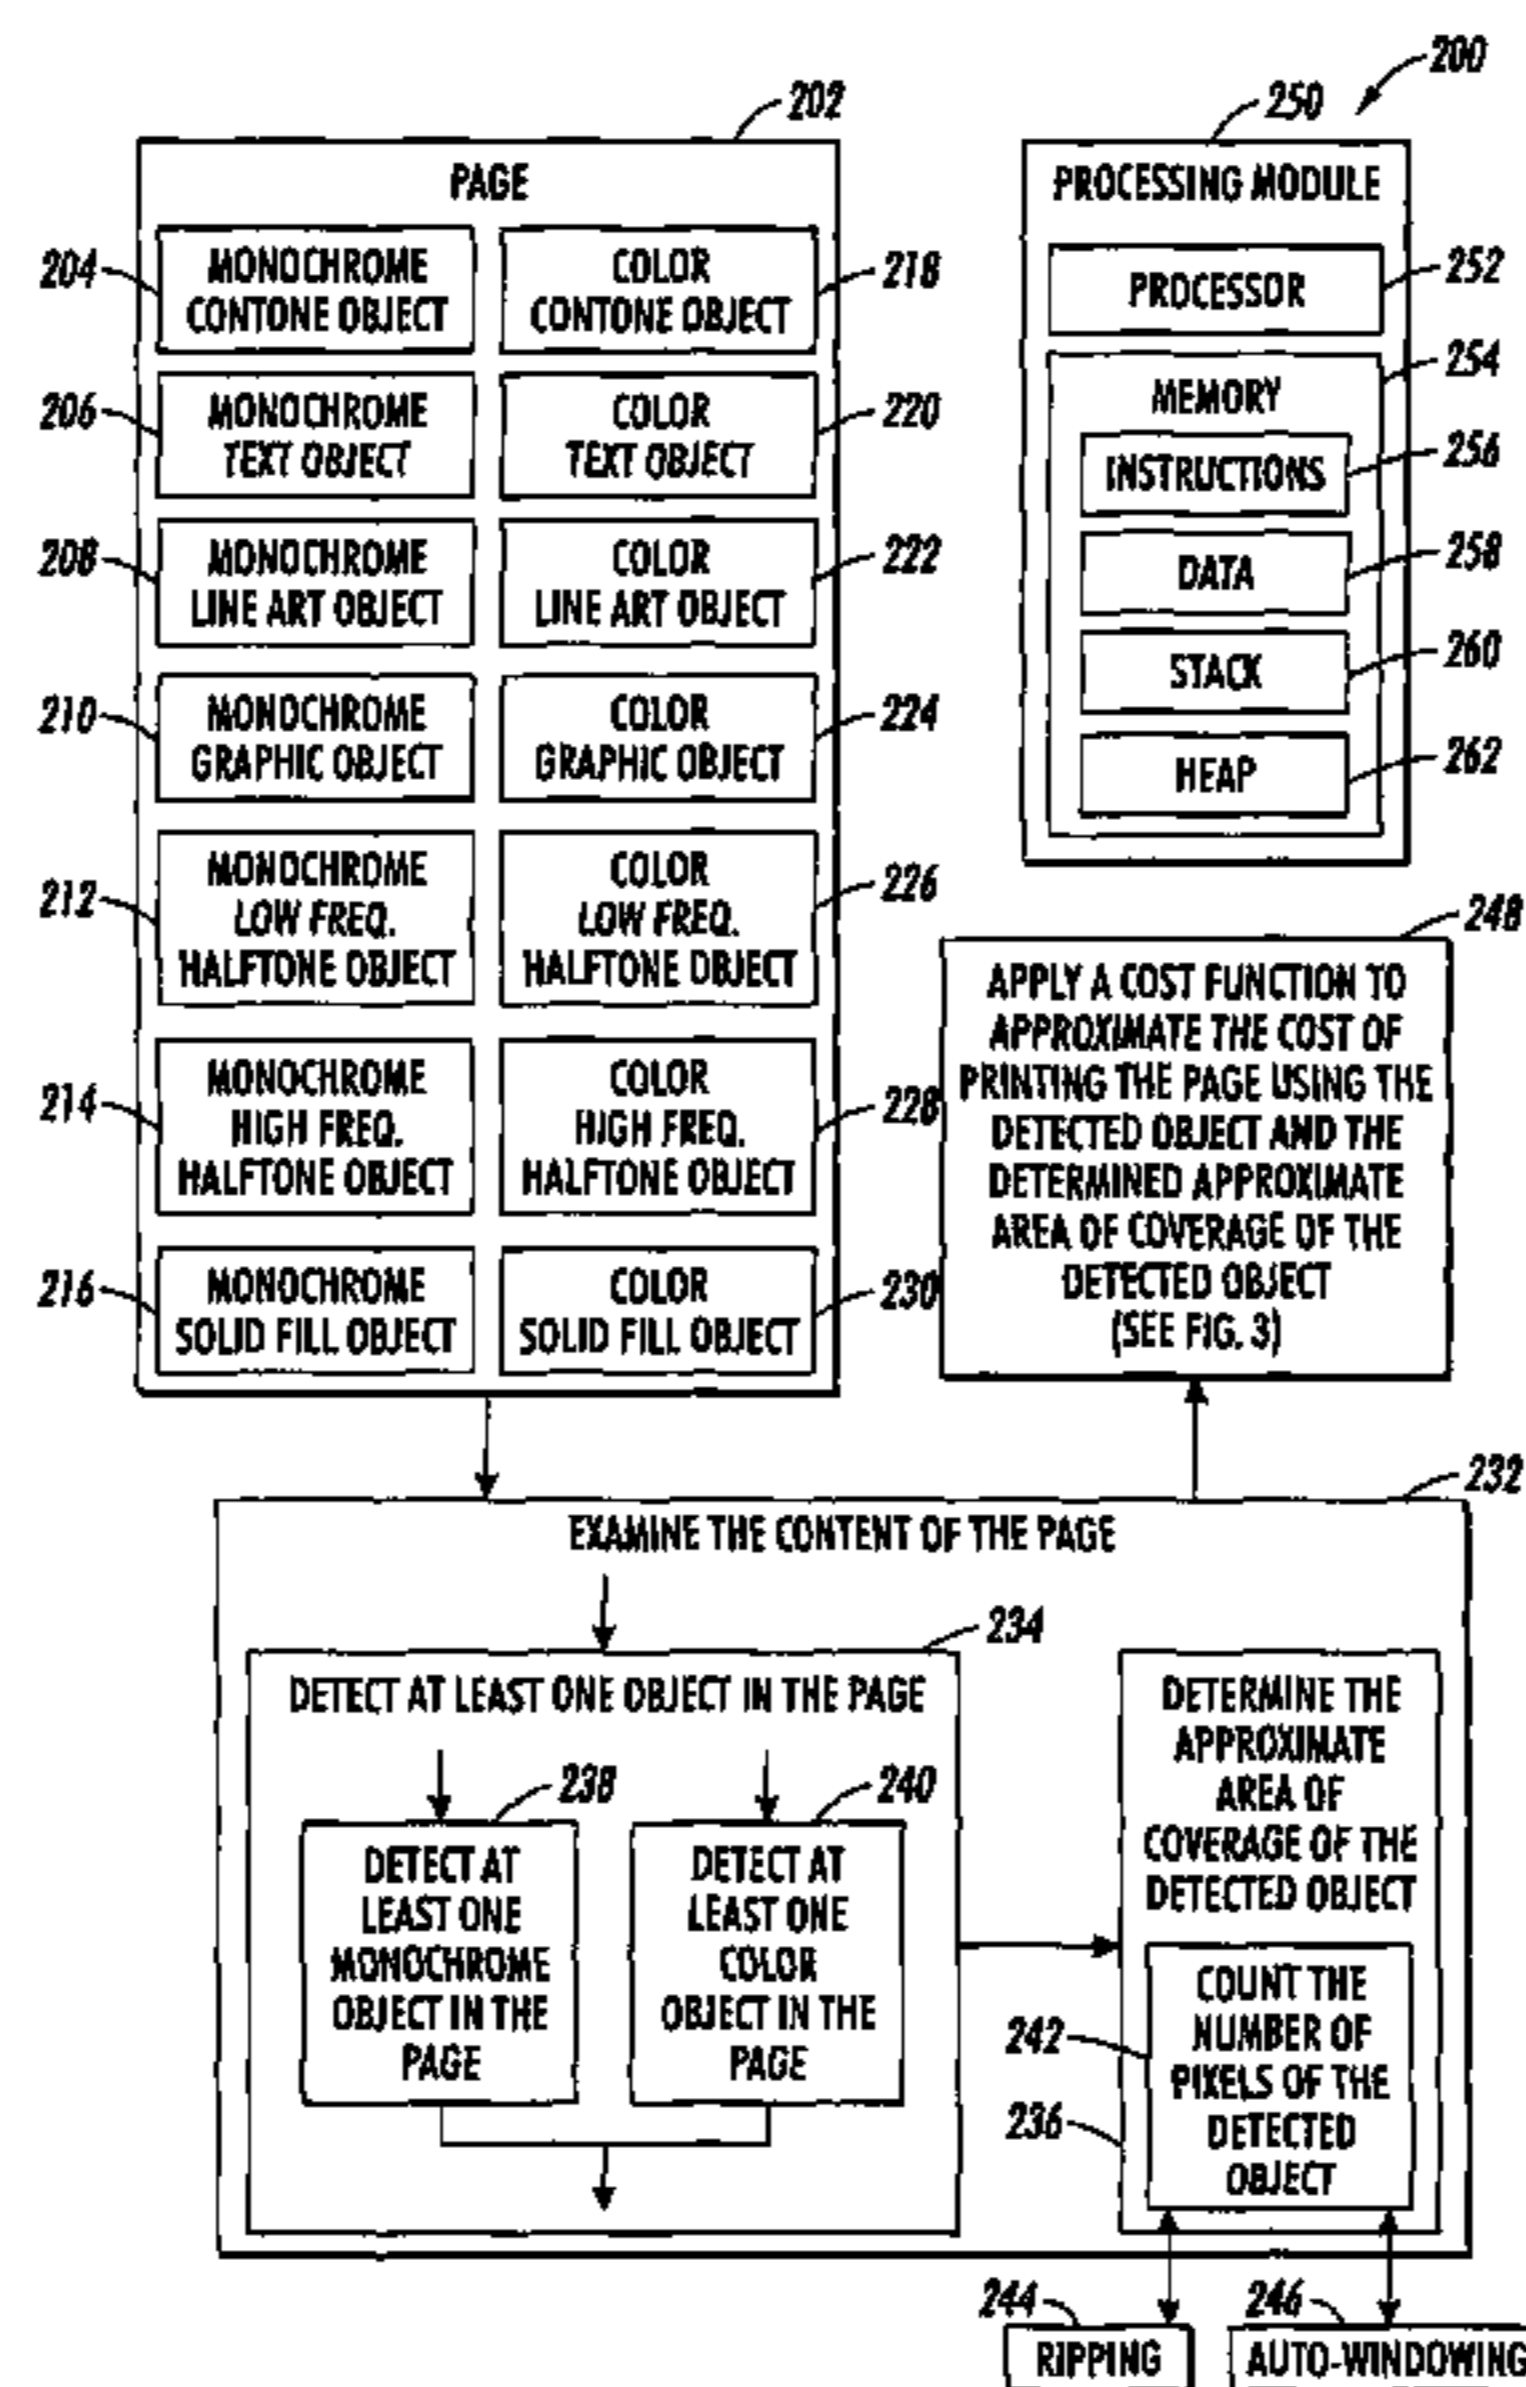 200
202
250
PAGE
PROCESSING MODULE
204
MONOCHROME
CONTONE OBJECT
COLOR
CONTONE OBJECT
218
PROCESSOR
252
206
MONOCHROME
TEXT OBJECT
COLOR
TEXT OBJECT
220
MEMORY
254
INSTRUCTIONS
256
208
MONOCHROME
LINE ART OBJECT
COLOR
LINE ART OBJECT
222
DATA
258
210
MONOCHROME
GRAPHIC OBJECT
COLOR
GRAPHIC OBJECT
224
STACK
260
HEAP
262
212
MONOCHROME
LOW FREQ.
HALFTONE OBJECT
COLOR
LOW FREQ.
HALFTONE OBJECT
226
214
MONOCHROME
HIGH FREQ.
HALFTONE OBJECT
COLOR
HIGH FREQ.
HALFTONE OBJECT
228
216
MONOCHROME
SOLID FILL OBJECT
COLOR
SOLID FILL OBJECT
230
248
APPLY A COST FUNCTION TO
APPROXIMATE THE COST OF
PRINTING THE PAGE USING THE
DETECTED OBJECT AND THE
DETERMINED APPROXIMATE
AREA OF COVERAGE OF THE
DETECTED OBJECT
(SEE FIG. 3)
232
EXAMINE THE CONTENT OF THE PAGE
234
DETECT AT LEAST ONE OBJECT IN THE PAGE
238
DETECT AT
LEAST ONE
MONOCHROME
OBJECT IN THE
PAGE
240
DETECT AT
LEAST ONE
COLOR
OBJECT IN THE
PAGE
DETERMINE THE
APPROXIMATE
AREA OF
COVERAGE OF THE
DETECTED OBJECT
242
COUNT THE
NUMBER OF
PIXELS OF THE
DETECTED
OBJECT
236
244
RIPPING
246
AUTO-WINDOWING